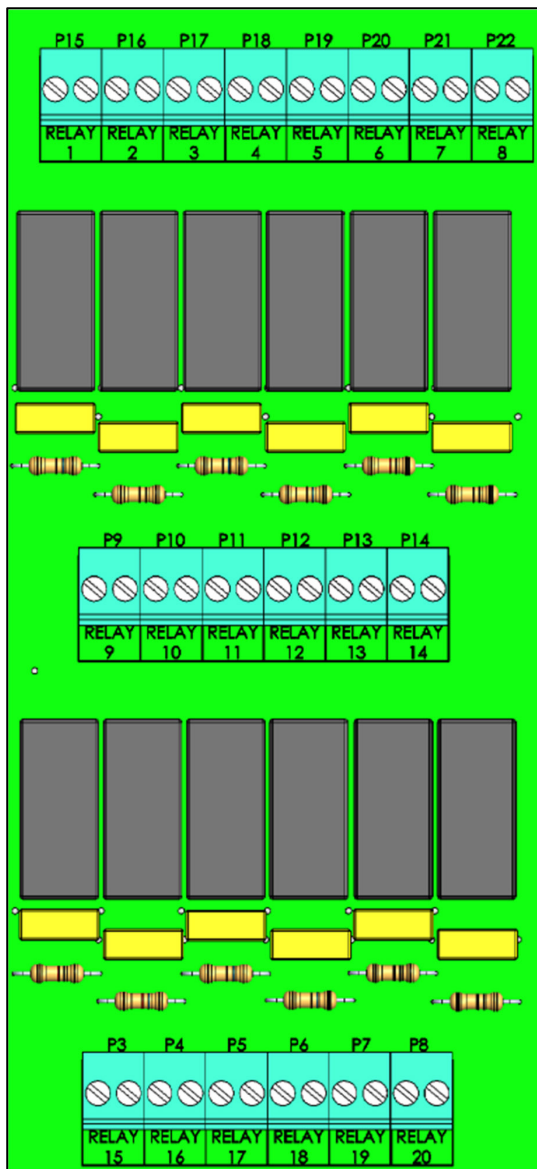 P15 P16 P17 P18 P19 P20 P21 P22
RELAY RELAY RELAY RELAY RELAY RELAY RELAY RELAY
1 2 3 4 5 6 7 8
P9 P10 P11 P12 P13 P14
RELAY RELAY RELAY RELAY RELAY RELAY
9 10 11 12 13 14
P3 P4 P5 P6 P7 P8
RELAY RELAY RELAY RELAY RELAY RELAY
15 16 17 18 19 20